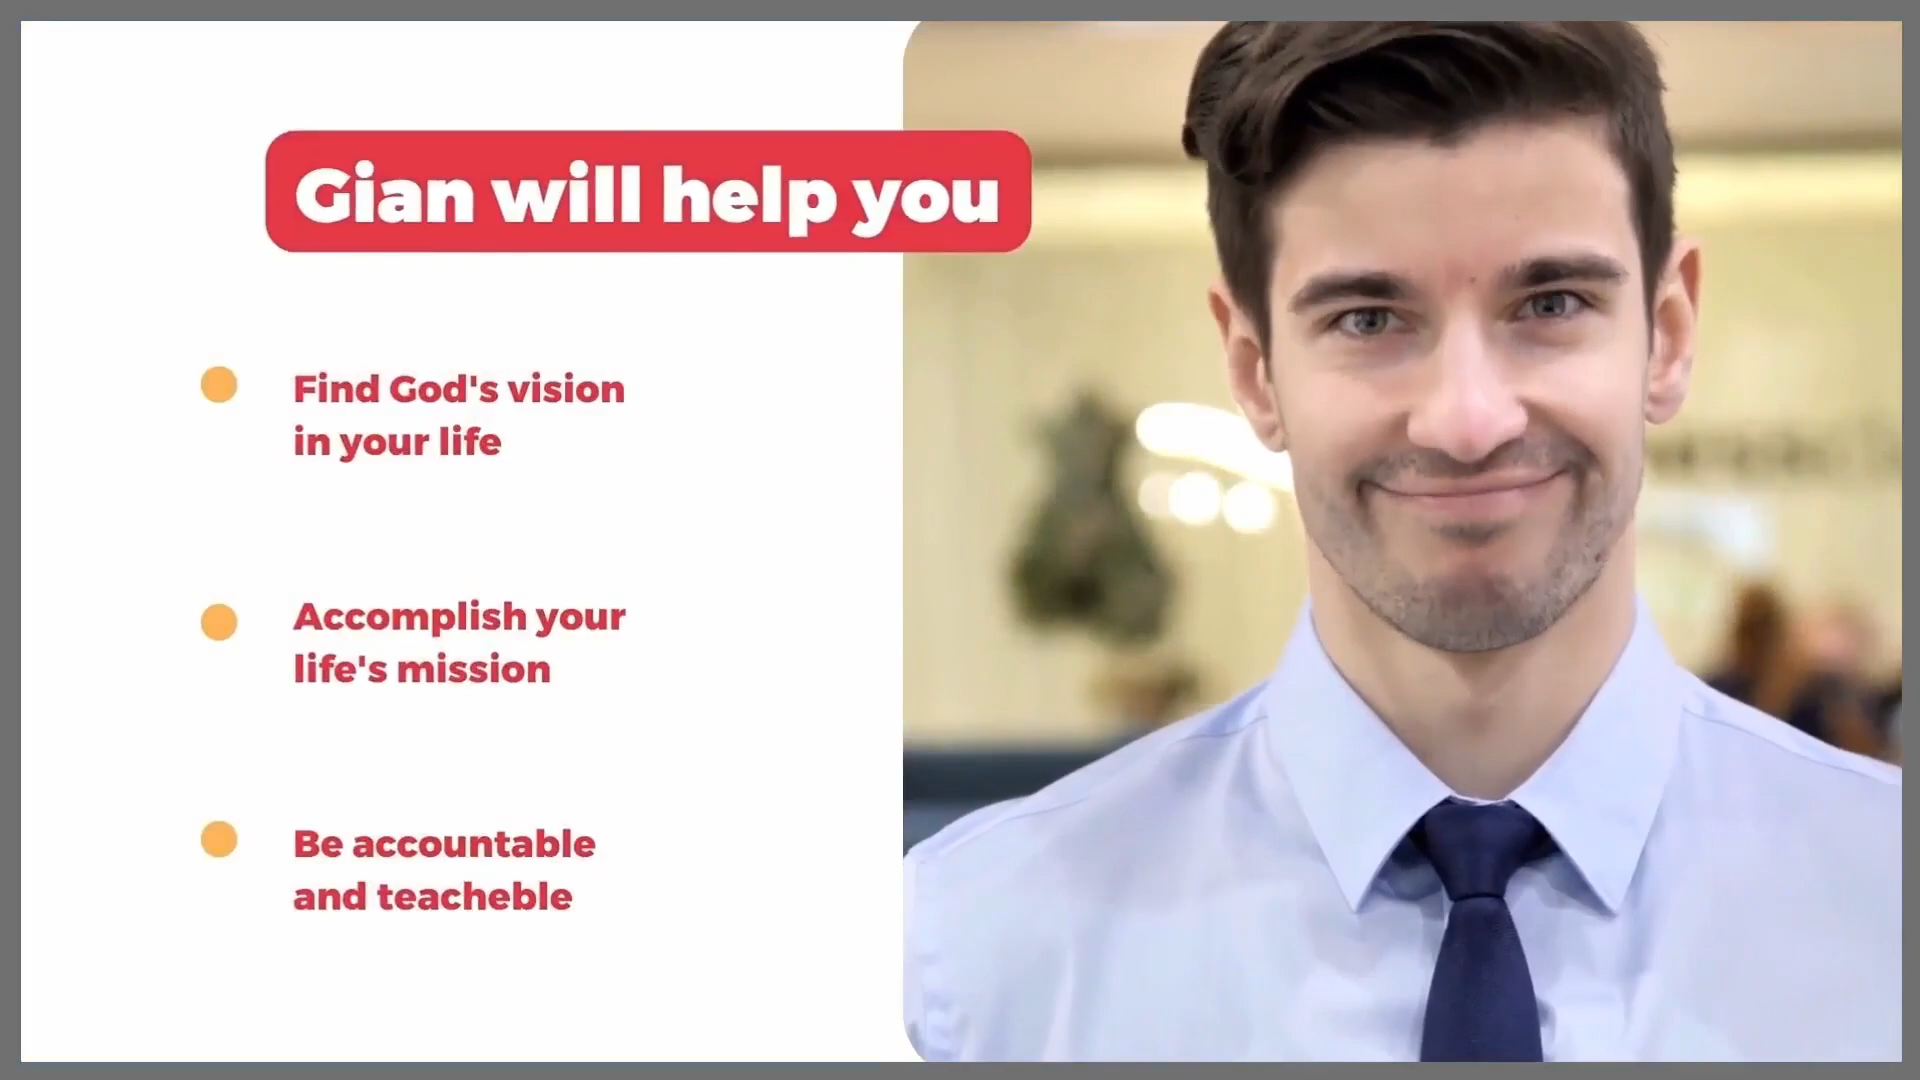 Gian will help you
Find God's vision
in your life
Accomplish your
life's mission
Be accountable
and teacheble